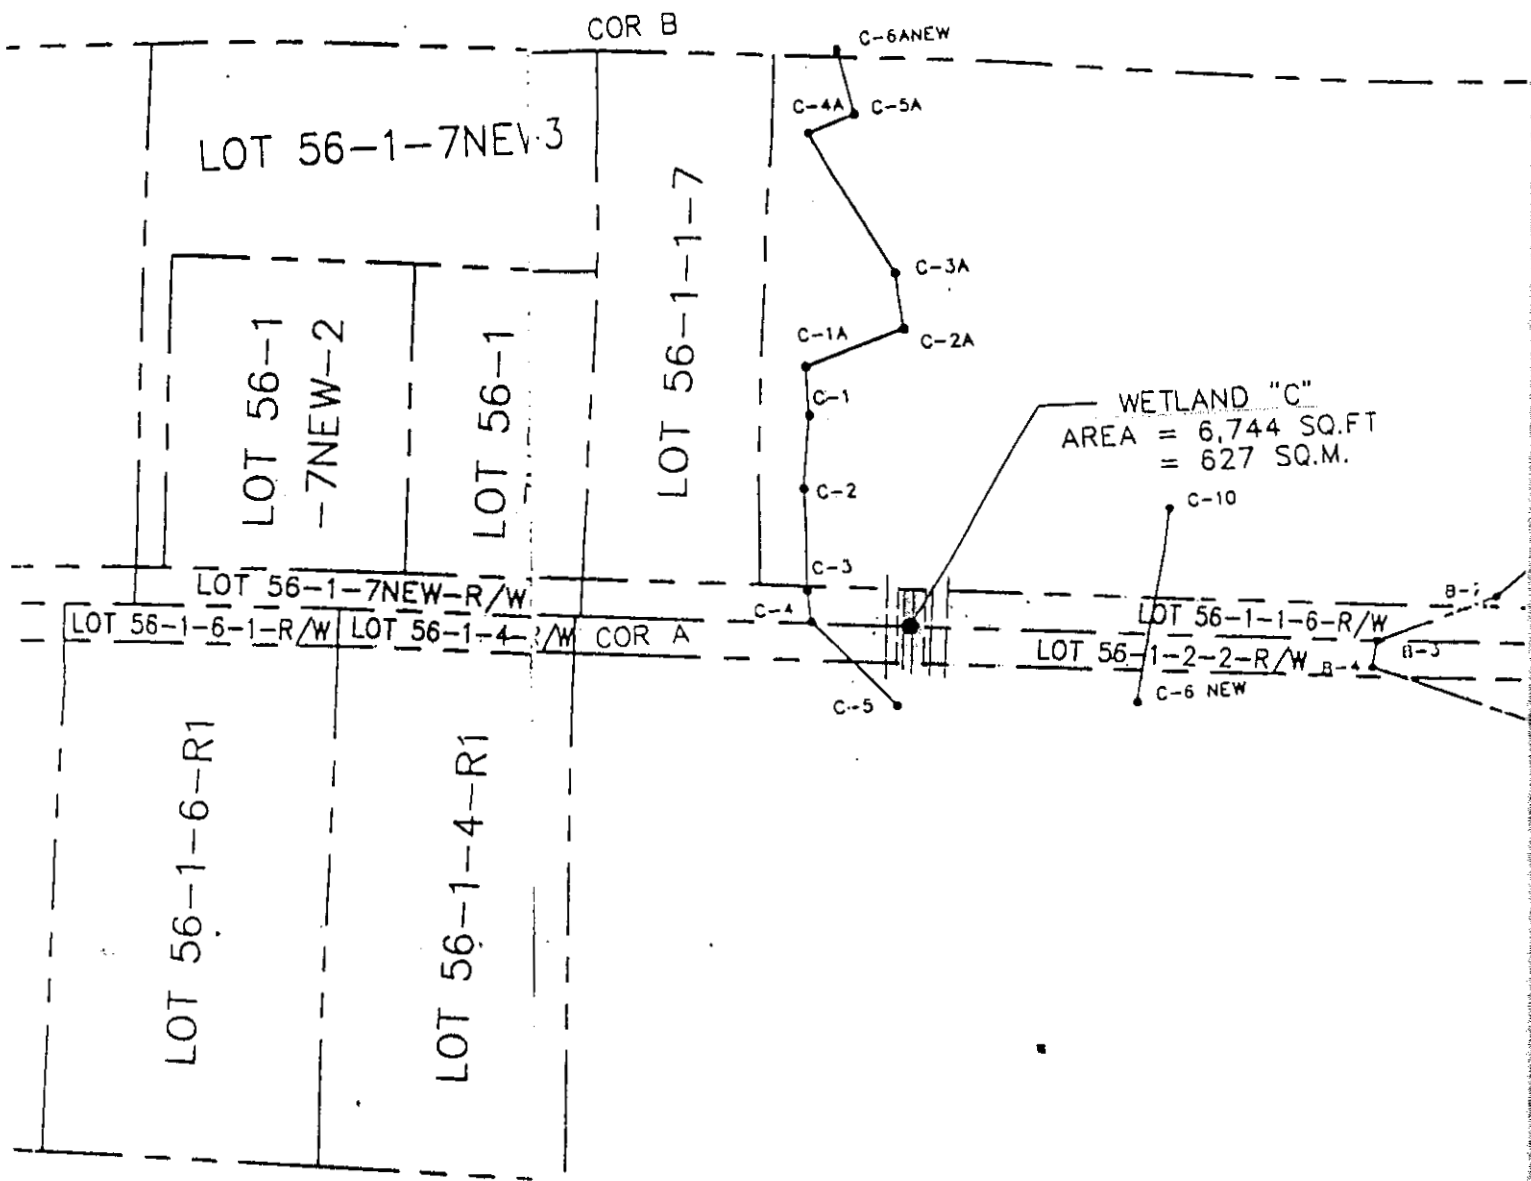 COR B
C-6ANEW
C-4A
C-5A
LOT 56-1-7NEW-3
LOT 56-1-1-7
C-3A
C-1A
C-2A
LOT 56-1
-7NEW-2
LOT 56-1
C-1
WETLAND "C"
AREA = 6,744 SQ.FT
= 627 SQ.M.
C-2
C-10
C-3
LOT 56-1-7NEW-R/W
C-4
LOT 56-1-1-6-R/W
LOT 56-1-6-1-R/W
LOT 56-1-4-R/W
COR A
LOT 56-1-2-2-R/W
B-3
B-4
C-5
C-6 NEW
LOT 56-1-6-R1
LOT 56-1-4-R1